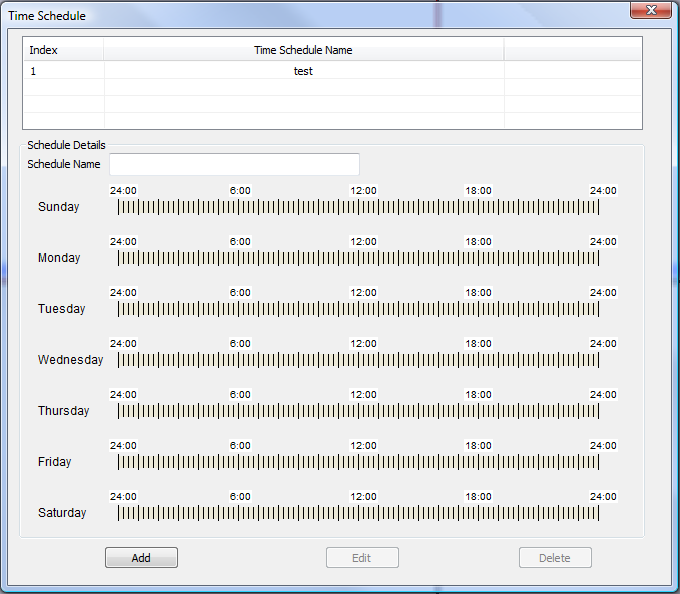 Time Schedule
Index Time Schedule Name
1 test
Schedule Details
Schedule Name
24:00 6:00 12:00 18:00 24:00
Sunday
24:00 6:00 12:00 18:00 24:00
Monday
24:00 6:00 12:00 18:00 24:00
Tuesday
24:00 6:00 12:00 18:00 24:00
Wednesday
24:00 6:00 12:00 18:00 24:00
Thursday
24:00 6:00 12:00 18:00 24:00
Friday
24:00 6:00 12:00 18:00 24:00
Saturday
Add Edit Delete